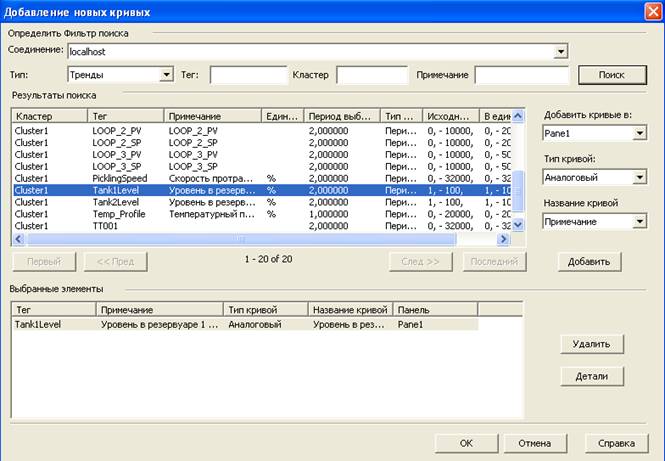 Добавление новых кривых
Определить Фильтр поиска
Соединение: localhost
Тип: Тренды Тег: Кластер Примечание Поиск
Результаты поиска
Кластер Тег Примечание Един... Период выб... Тип ... Исходн... В един
Cluster1 LOOP_2_PV LOOP_2_PV 2,000000 Пери... 0, - 10000, 0, - 20
Cluster1 LOOP_2_SP LOOP_2_SP 2,000000 Пери... 0, - 10000, 0, - 20
Cluster1 LOOP_3_PV LOOP_3_PV 2,000000 Пери... 0, - 10000, 0, - 50
Cluster1 LOOP_3_SP LOOP_3_SP 2,000000 Пери... 0, - 10000, 0, - 50
Cluster1 PicklingSpeed Скорость протра... % 2,000000 Пери... 0, - 32000, 0, - 32
Cluster1 Tank1Level Уровень в резерв... % 2,000000 Пери... 1, - 100, 1, - 10
Cluster1 Tank2Level Уровень в резерв... % 2,000000 Пери... 1, - 100, 1, - 10
Cluster1 Temp_Profile Температурный п... % 1,000000 Пери... 0, - 20000, 0, - 20
Cluster1 TT001 2,000000 Пери... 0, - 32000, 0, - 32
Добавить кривые в:
Pane1
Тип кривой:
Аналоговый
Название кривой
Примечание
Первый << Пред 1 - 20 of 20 След >> Последний Добавить
Выбранные элементы
Тег Примечание Тип кривой Название кривой Панель
Tank1Level Уровень в резервуаре 1 ... Аналоговый Уровень в рез... Pane1
Удалить
Детали
OK Отмена Справка